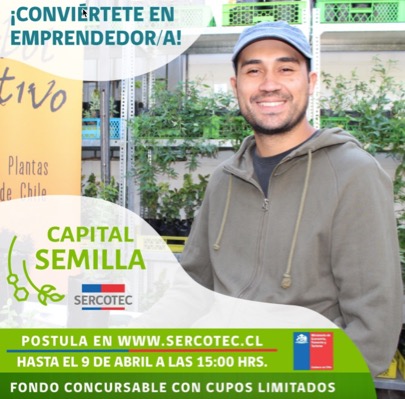 ¡CONVIÉRTETE EN
EMPRENDEDOR/A!
tivo
Plantas
de Chile
CAPITAL
SEMILLA
SERCOTEC
POSTULA EN WWW.SERCOTEC.CL
HASTA EL 9 DE ABRIL A LAS 15:00 HRS.
FONDO CONCURSABLE CON CUPOS LIMITADOS